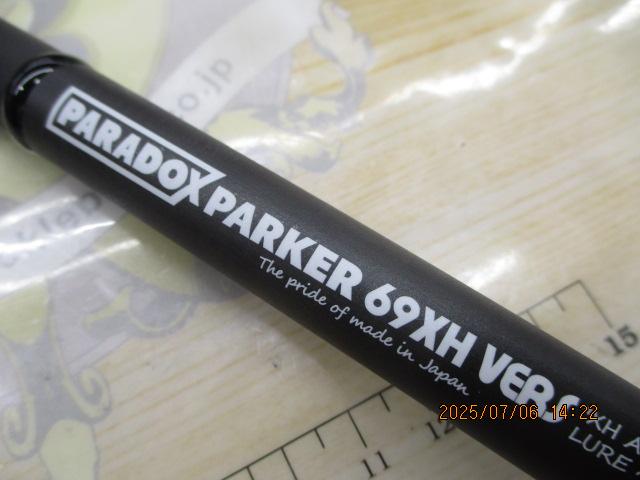 PARADOX PARKER 69XH VERS
The pride of made in Japan
XH A
LURE
11
12
15
2025/07/06 14:22